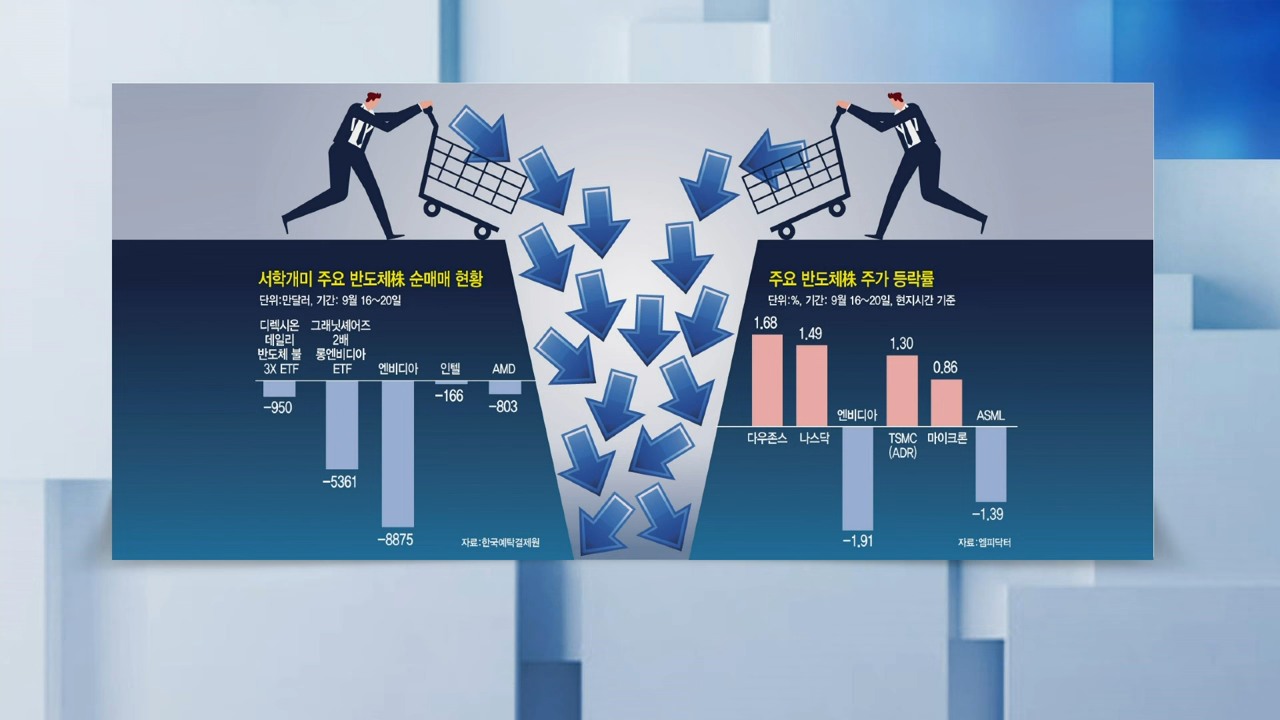 서학개미 주요 반도체株 순매매 현황
단위:만달러, 기간: 9월 16~20일
디렉시온
데일리
반도체 불
3X ETF
그래닛셰어즈
2배
롱엔비디아
ETF
엔비디아
인텔
AMD
-950
-5361
-8875
-166
-803
자료:한국예탁결제원
주요 반도체株 주가 등락률
단위:%, 기간: 9월 16~20일, 현지시간 기준
1.68
1.49
1.30
0.86
엔비디아
ASML
다우존스
나스닥
TSMC
(ADR)
마이크론
-1.91
-1.39
자료:엠피닥터